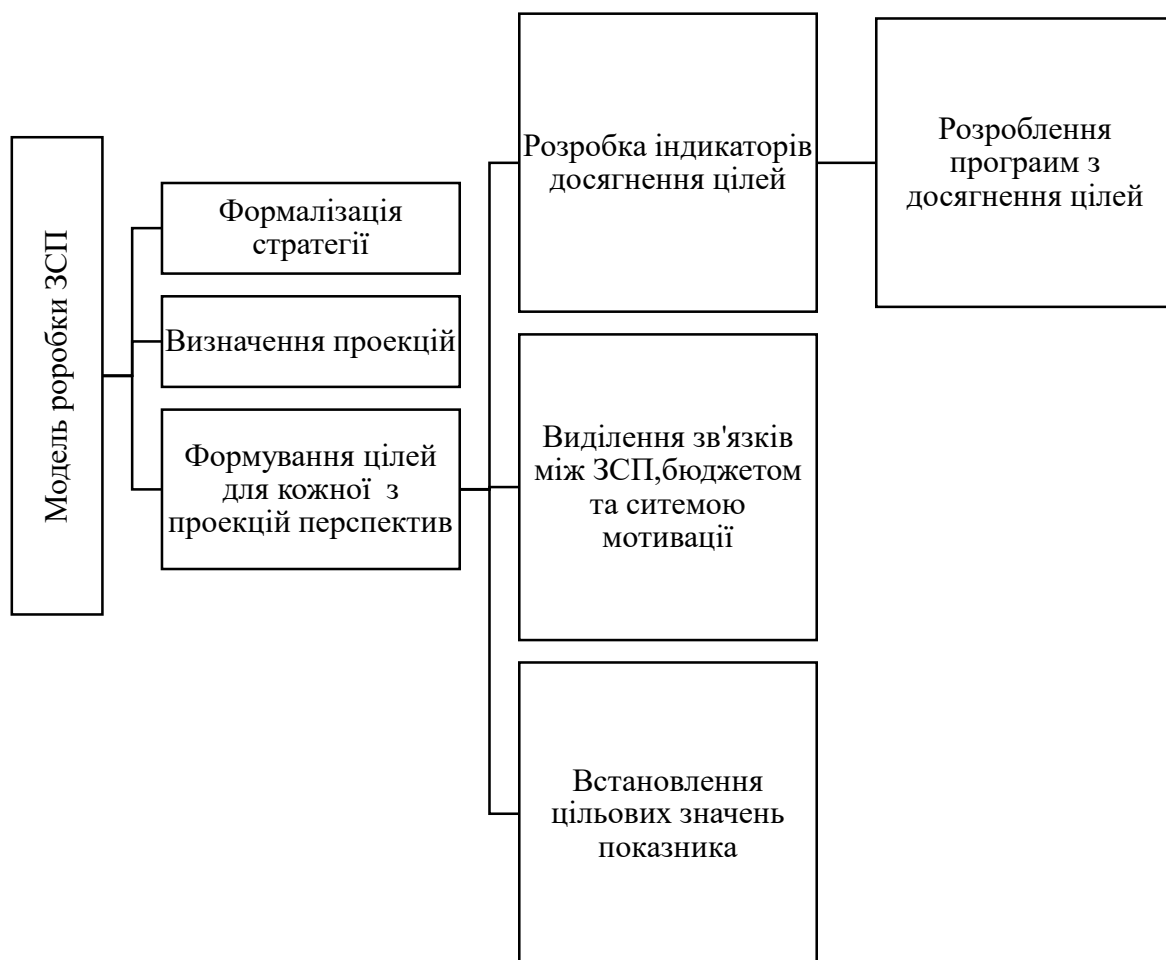 Модель роробки ЗСП
Формалізація
стратегії
Визначення проекцій
Формування цілей
для кожної  з
проекцій перспектив
Розробка індикаторів
досягнення цілей
Виділення зв'язків
між ЗСП,бюджетом
та ситемою
мотивації
Встановлення
цільових значень
показника
Розроблення
програим з
досягнення цілей